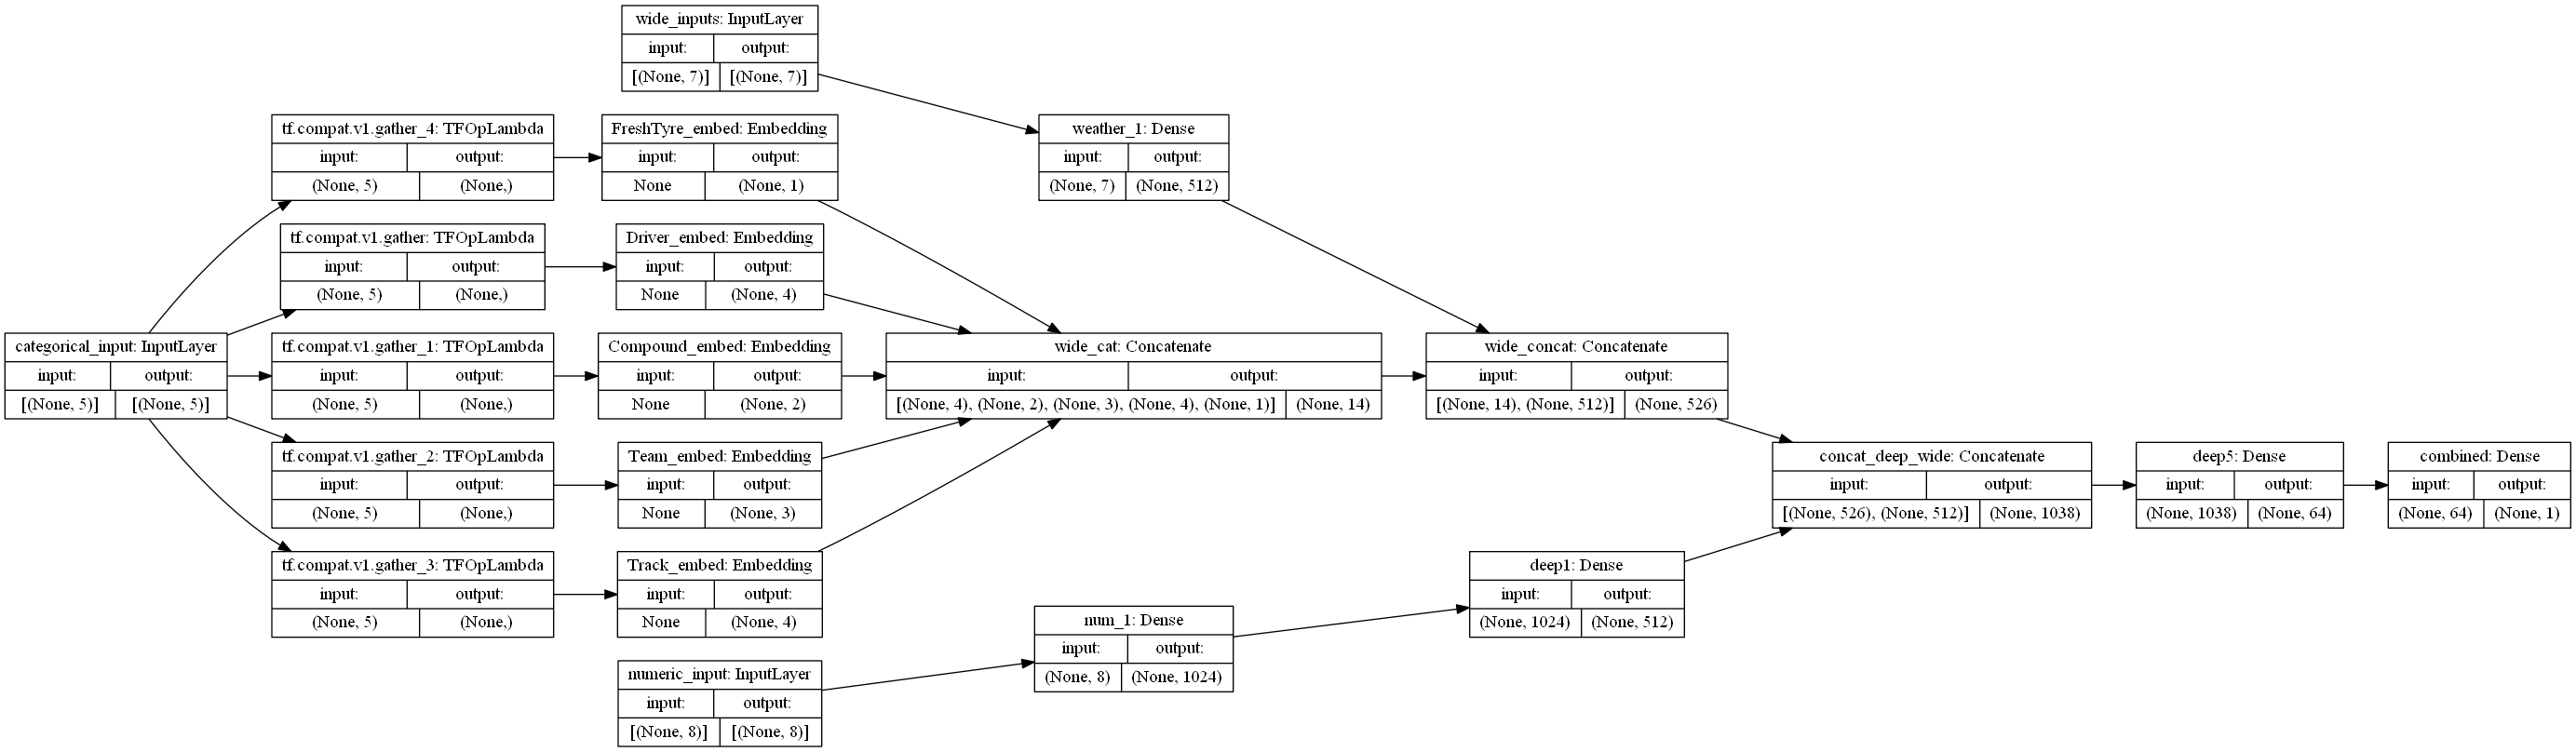 wide_inputs: InputLayer
input: output:
[(None, 7)] [(None, 7)]
tf.compat.v1.gather_4: TFOpLambda
input: output:
(None, 5) (None,)
FreshTyre_embed: Embedding
input: output:
None (None, 1)
weather_1: Dense
input: output:
(None, 7) (None, 512)
tf.compat.v1.gather: TFOpLambda
input: output:
(None, 5) (None,)
Driver_embed: Embedding
input: output:
None (None, 4)
categorical_input: InputLayer
input: output:
[(None, 5)] [(None, 5)]
tf.compat.v1.gather_1: TFOpLambda
input: output:
(None, 5) (None,)
Compound_embed: Embedding
input: output:
None (None, 2)
wide_cat: Concatenate
input: output:
[(None, 4), (None, 2), (None, 3), (None, 4), (None, 1)] (None, 14)
wide_concat: Concatenate
input: output:
[(None, 14), (None, 512)] (None, 526)
tf.compat.v1.gather_2: TFOpLambda
input: output:
(None, 5) (None,)
Team_embed: Embedding
input: output:
None (None, 3)
concat_deep_wide: Concatenate
input: output:
[(None, 526), (None, 512)] (None, 1038)
deep5: Dense
input: output:
(None, 1038) (None, 64)
combined: Dense
input: output:
(None, 64) (None, 1)
tf.compat.v1.gather_3: TFOpLambda
input: output:
(None, 5) (None,)
Track_embed: Embedding
input: output:
None (None, 4)
deep1: Dense
input: output:
(None, 1024) (None, 512)
num_1: Dense
input: output:
(None, 8) (None, 1024)
numeric_input: InputLayer
input: output:
[(None, 8)] [(None, 8)]